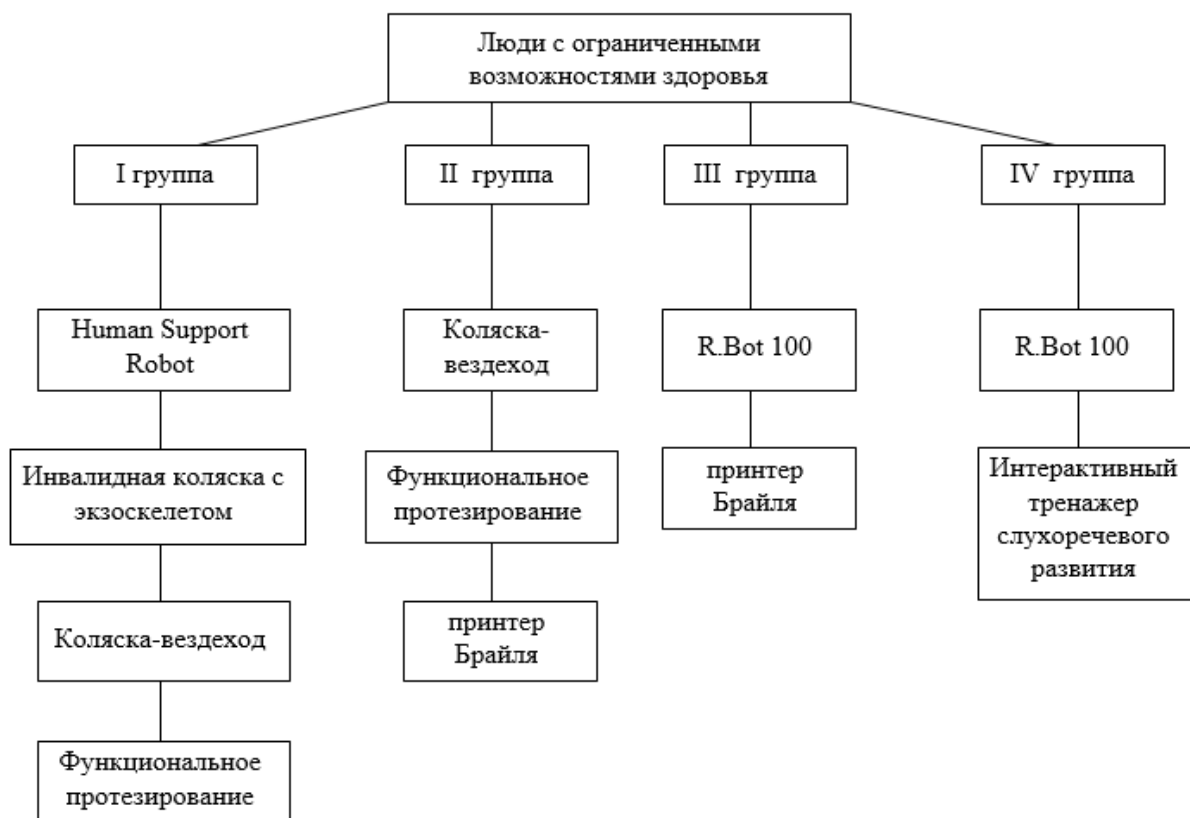 Люди с ограниченными
возможностями здоровья
I группа
II группа
III группа
IV группа
Human Support
Robot
Коляска-
вездеход
R.Bot 100
R.Bot 100
Инвалидная коляска с
экзоскелетом
Функциональное
протезирование
принтер
Брайля
Интерактивный
тренажер
слухоречевого
развития
Коляска-вездеход
принтер
Брайля
Функциональное
протезирование